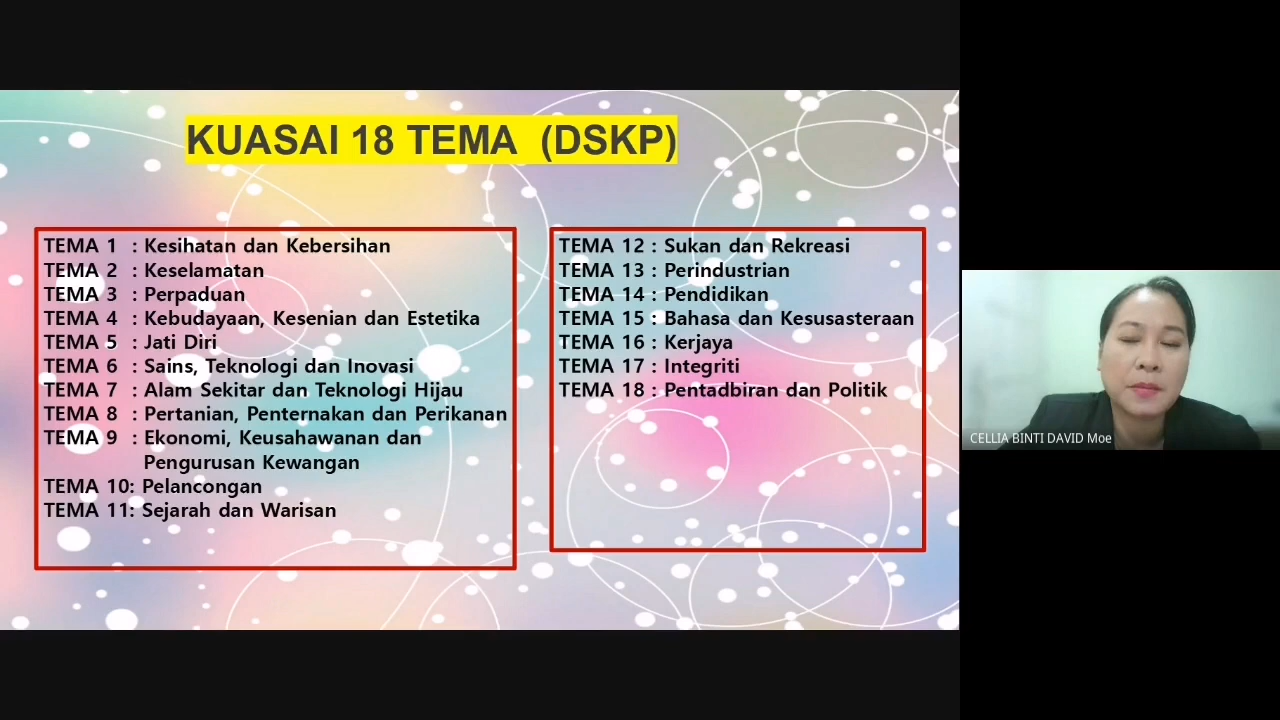 KUASAI 18 TEMA (DSKP)
TEMA 1 : Kesihatan dan Kebersihan
TEMA 2 : Keselamatan
TEMA 3 : Perpaduan
TEMA 4 : Kebudayaan, Kesenian dan Estetika
TEMA 5 : Jati Diri
TEMA 6 : Sains, Teknologi dan Inovasi
TEMA 7 : Alam Sekitar dan Teknologi Hijau
TEMA 8 : Pertanian, Penternakan dan Perikanan
TEMA 9 : Ekonomi, Keusahawanan dan
Pengurusan Kewangan
TEMA 10: Pelancongan
TEMA 11: Sejarah dan Warisan
TEMA 12 : Sukan dan Rekreasi
TEMA 13 : Perindustrian
TEMA 14 : Pendidikan
TEMA 15 : Bahasa dan Kesusasteraan
TEMA 16 : Kerjaya
TEMA 17 : Integriti
TEMA 18 : Pentadbiran dan Politik
CELLIA BINTI DAVID Moe